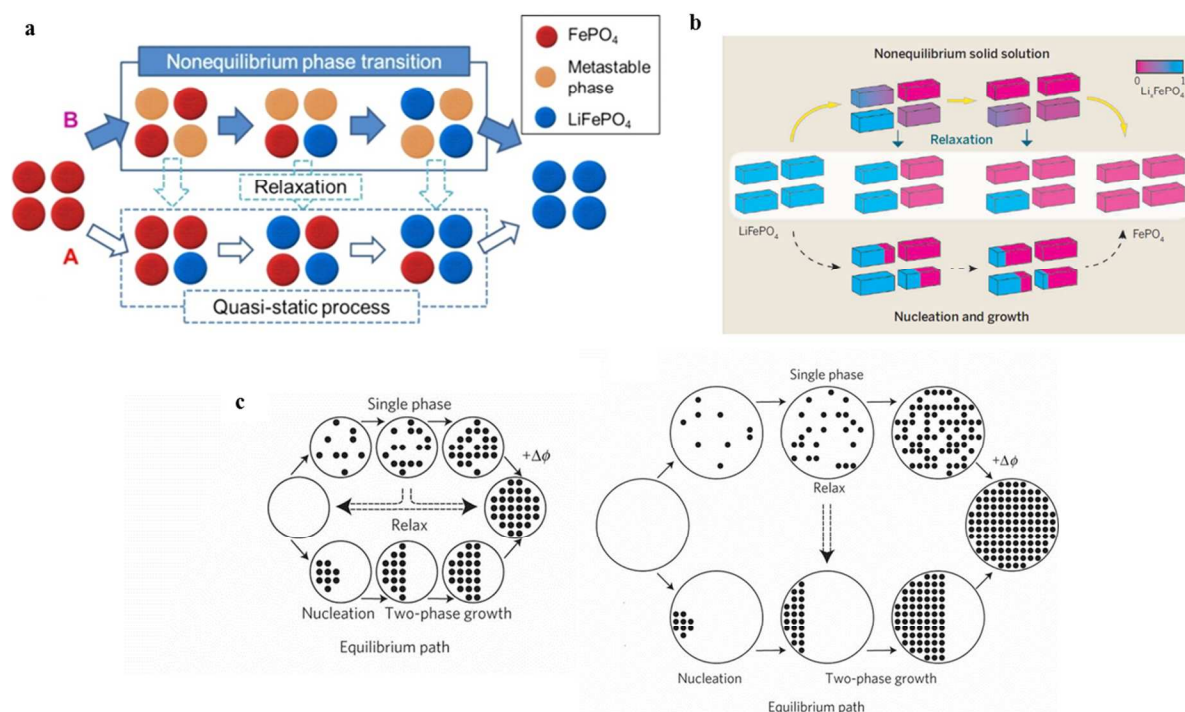 a
Nonequilibrium phase transition
B
Relaxation
A
Quasi-static process
FePO₄
Metastable
phase
LiFePO₄
b
Nonequilibrium solid solution
0 1
LiₓFePO₄
Relaxation
LiFePO₄
FePO₄
Nucleation and growth
c
Single phase
+Δϕ
Relax
Nucleation Two-phase growth
Equilibrium path
Single phase
+Δϕ
Relax
Nucleation Two-phase growth
Equilibrium path